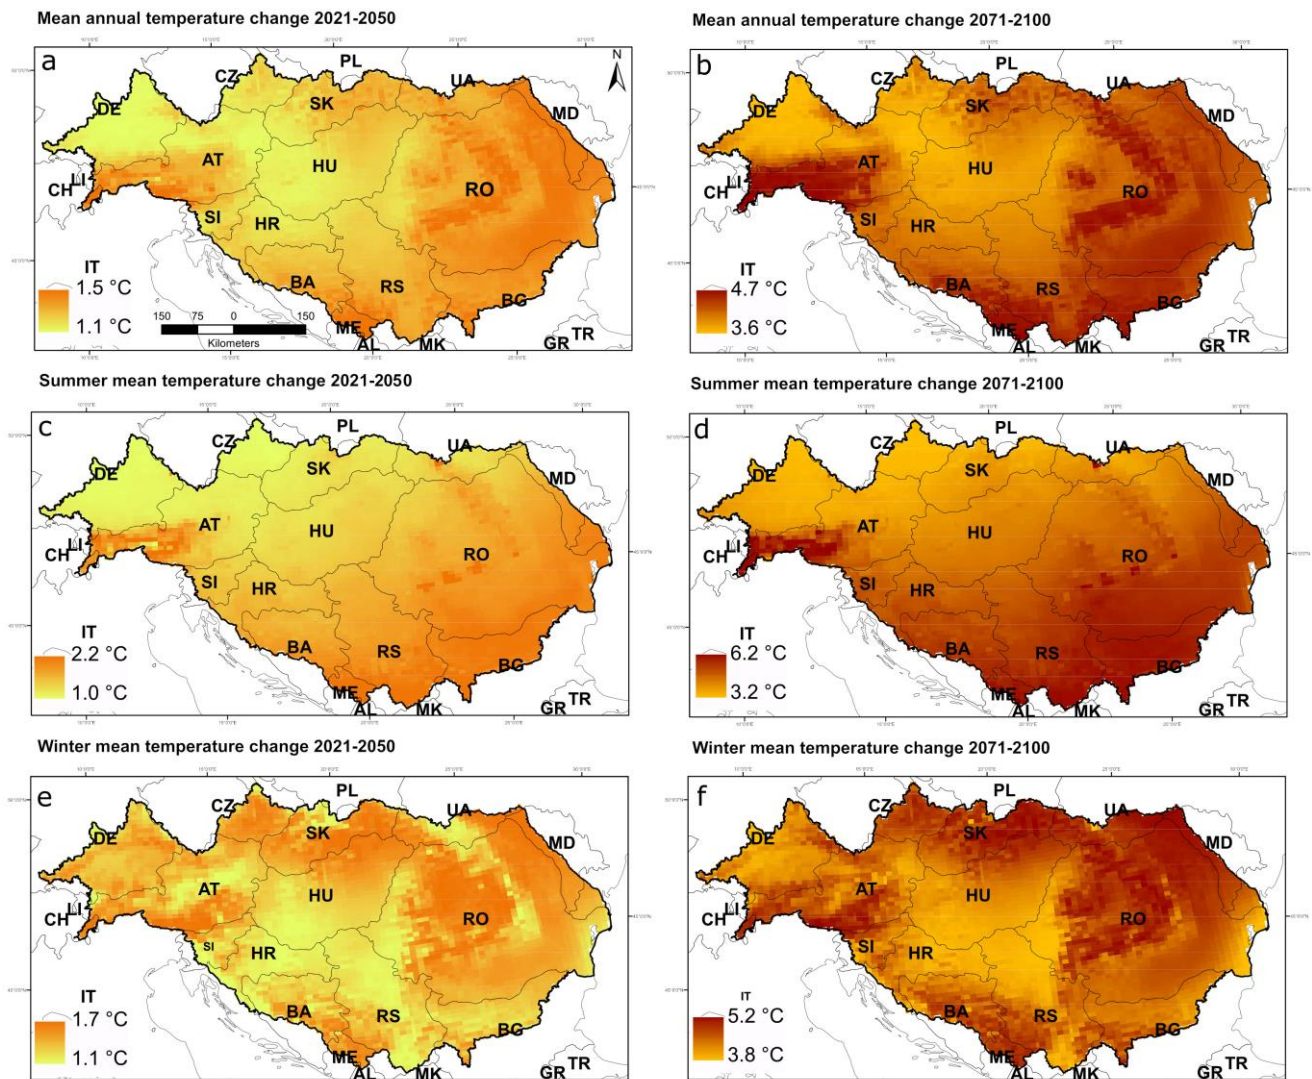 Mean annual temperature change 2021-2050
a
N
PL
CZ
UA
SK
DE
MD
AT
HU
LI
CH
RO
SI
HR
IT
BA
RS
BG
1.5 °C
1.1 °C
150 75 0 150
Kilometers
ME
AL
MK
TR
GR
Mean annual temperature change 2071-2100
b
PL
CZ
UA
SK
DE
MD
AT
HU
LI
CH
RO
SI
HR
IT
BA
RS
BG
4.7 °C
3.6 °C
ME
AL
MK
TR
GR
Summer mean temperature change 2021-2050
c
PL
CZ
UA
SK
DE
MD
AT
HU
LI
CH
RO
SI
HR
IT
BA
RS
BG
2.2 °C
1.0 °C
ME
AL
MK
TR
GR
Summer mean temperature change 2071-2100
d
PL
CZ
UA
SK
DE
MD
AT
HU
LI
CH
RO
SI
HR
IT
BA
RS
BG
6.2 °C
3.2 °C
ME
AL
MK
TR
GR
Winter mean temperature change 2021-2050
e
PL
CZ
UA
SK
DE
MD
AT
HU
LI
CH
RO
SI
HR
IT
BA
RS
BG
1.7 °C
1.1 °C
ME
AL
MK
TR
GR
Winter mean temperature change 2071-2100
f
PL
CZ
UA
SK
DE
MD
AT
HU
LI
CH
RO
SI
HR
IT
BA
RS
BG
5.2 °C
3.8 °C
ME
AL
MK
TR
GR